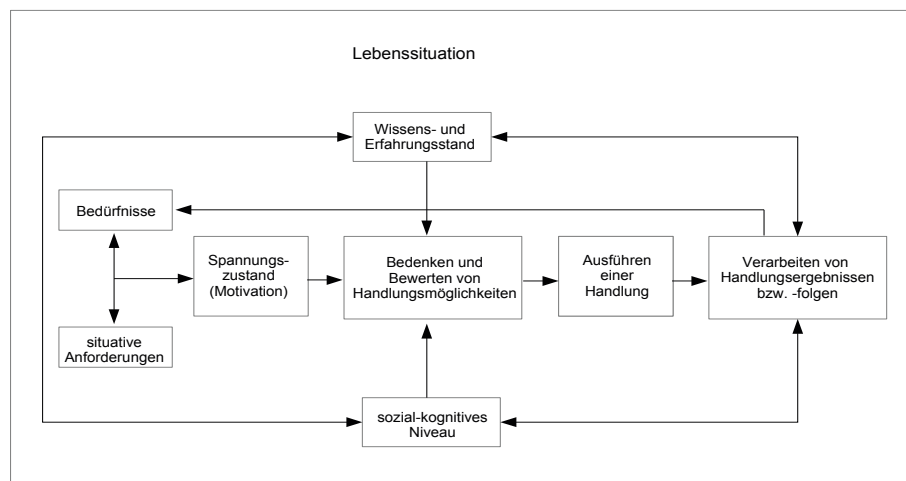 Lebenssituation
Wissens- und
Erfahrungsstand
Bedürfnisse
Spannungs-
zustand
(Motivation)
Bedenken und
Bewerten von
Handlungsmöglichkeiten
Ausführen
einer
Handlung
Verarbeiten von
Handlungsergebnissen
bzw. -folgen
situative
Anforderungen
sozial-kognitives
Niveau